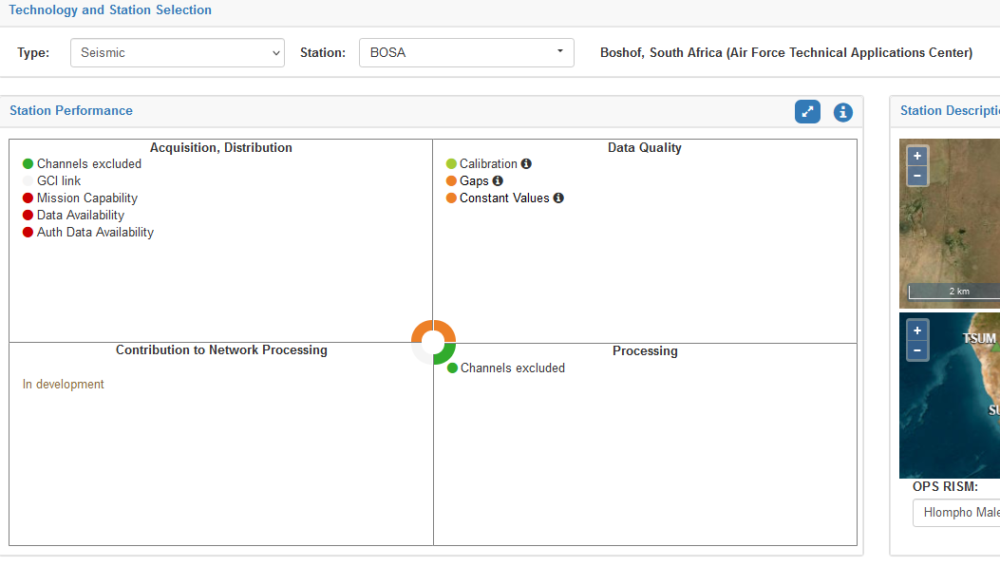 Technology and Station Selection
Type: Seismic Station: BOSA Boshof, South Africa (Air Force Technical Applications Center)
Station Performance
Acquisition, Distribution
Channels excluded
GCI link
Mission Capability
Data Availability
Auth Data Availability
Data Quality
Calibration
Gaps
Constant Values
Contribution to Network Processing
In development
Processing
Channels excluded
Station Descripti
+
−
2 km
+
−
TSUM
SU
OPS RISM:
Hlompho Male